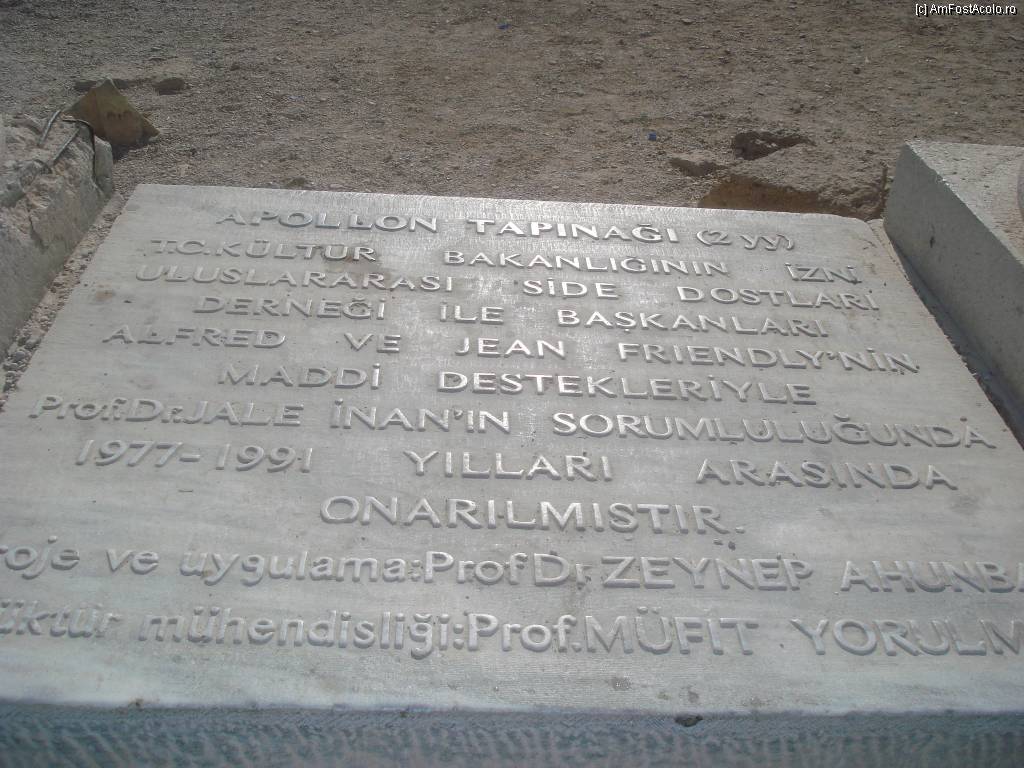 [c] AmFostAcolo.ro
APOLLON TAPINAĞI (2 yy)
TC.KÜLTÜR BAKANLIĞININ İZNİ
ULUSLARARASI SİDE DOSTLARI
DERNEĞİ İLE BAŞKANLARI
ALFRED VE JEAN FRIENDLY'NİN
MADDİ DESTEKLERİYLE
Prof.Dr.JALE İNAN'IN SORUMLULUĞUNDA
1977-1991 YILLARI ARASINDA
ONARILMIŞTIR.
roje ve uygulama:Prof Dr.ZEYNEP AHUNBA
üktür mühendisliği:Prof.MÜFİT YORULM